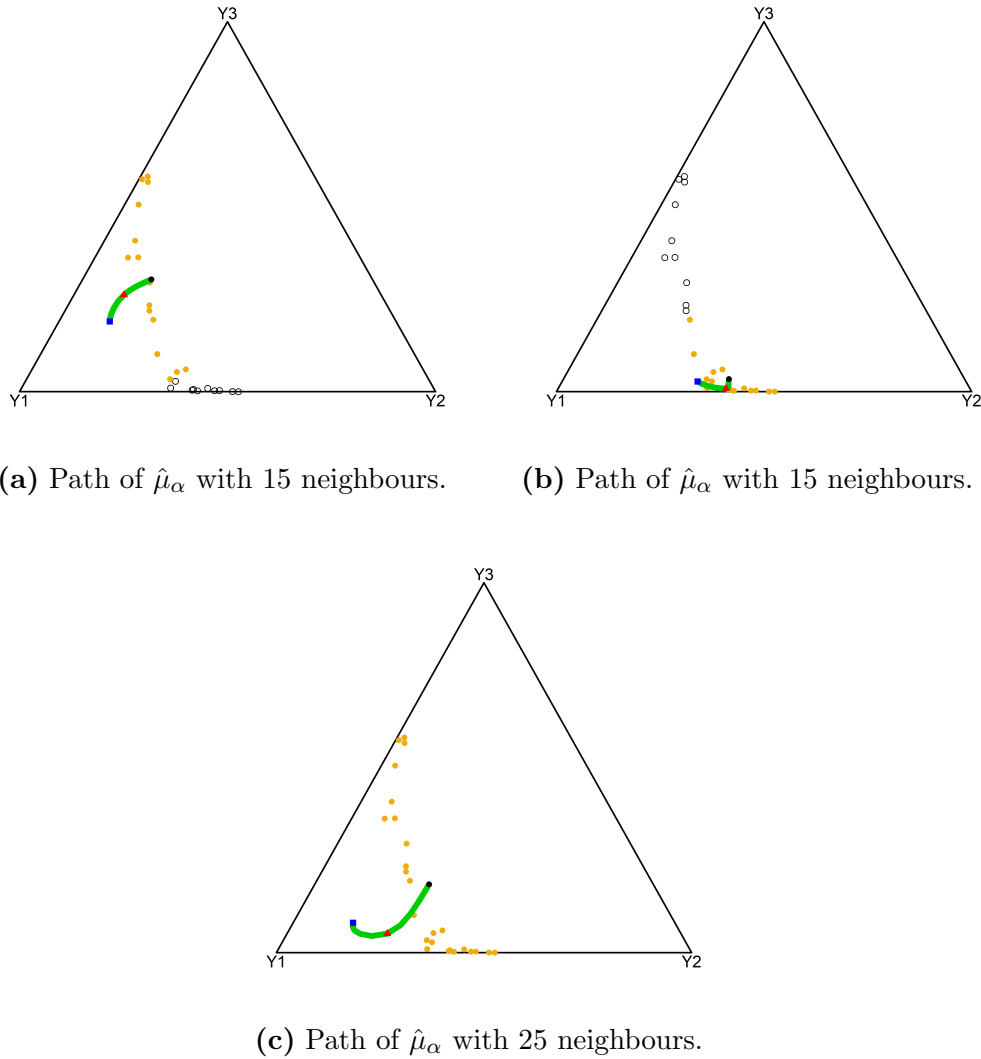 Y3 Y3
Y1 Y2 Y1 Y2
(a) Path of μ̂α with 15 neighbours. (b) Path of μ̂α with 15 neighbours.
Y3
Y1 Y2
(c) Path of μ̂α with 25 neighbours.